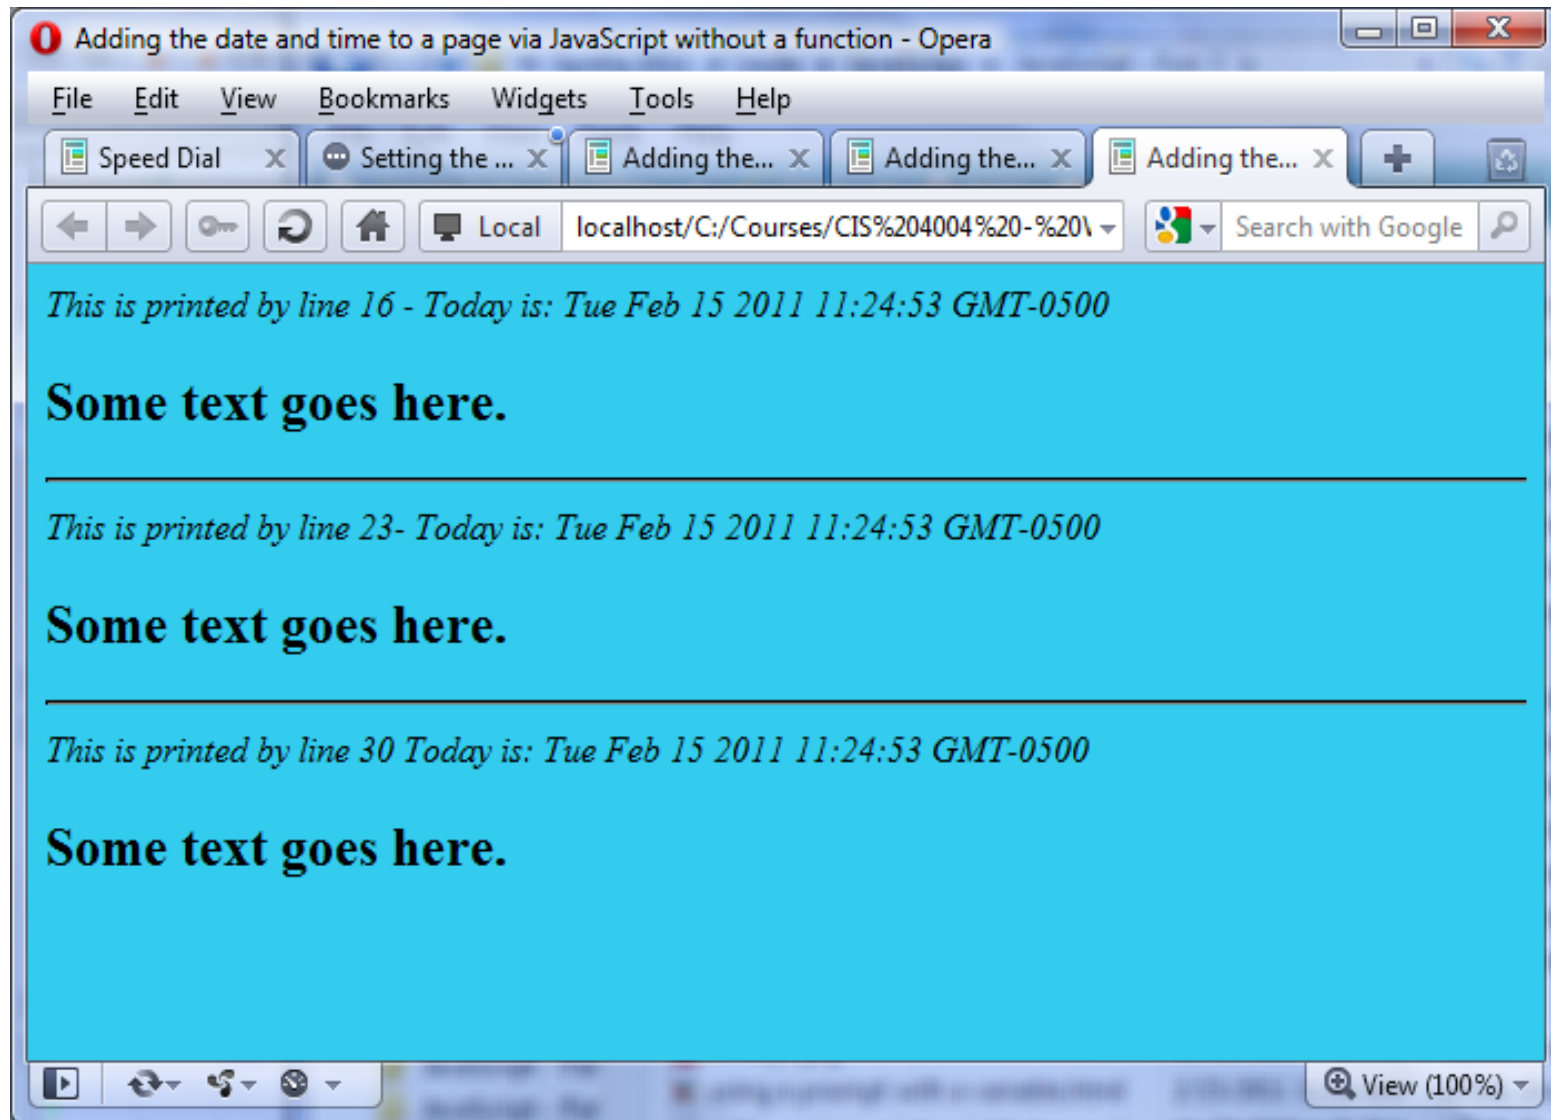 Adding the date and time to a page via JavaScript without a function - Opera
File Edit View Bookmarks Widgets Tools Help
Speed Dial Setting the ... Adding the... Adding the... Adding the...
Local localhost/C:/Courses/CIS%204004%20-%20\ Search with Google
This is printed by line 16 - Today is: Tue Feb 15 2011 11:24:53 GMT-0500
Some text goes here.
This is printed by line 23- Today is: Tue Feb 15 2011 11:24:53 GMT-0500
Some text goes here.
This is printed by line 30 Today is: Tue Feb 15 2011 11:24:53 GMT-0500
Some text goes here.
View (100%)